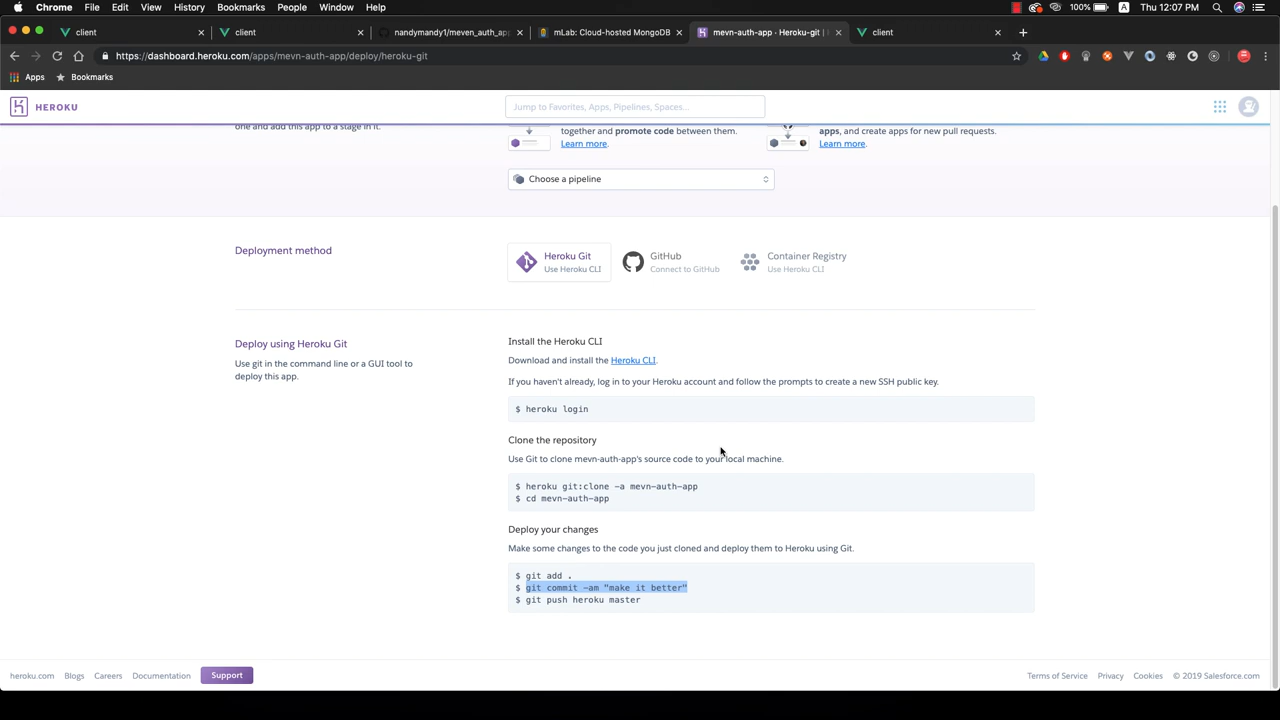 Chrome File Edit View History Bookmarks People Window Help 100% A Thu 12:07 PM
client client nandymandy1/meven_auth_app mLab: Cloud-hosted MongoDB mevn-auth-app · Heroku-git | client
https://dashboard.heroku.com/apps/mevn-auth-app/deploy/heroku-git
Apps Bookmarks
HEROKU
Jump to Favorites, Apps, Pipelines, Spaces...
one and add this app to a stage in it.
together and promote code between them.
apps, and create apps for new pull requests.
Learn more.
Learn more.
Choose a pipeline
Deployment method
Heroku Git
Use Heroku CLI
GitHub
Connect to GitHub
Container Registry
Use Heroku CLI
Deploy using Heroku Git
Use git in the command line or a GUI tool to
deploy this app.
Install the Heroku CLI
Download and install the Heroku CLI.
If you haven't already, log in to your Heroku account and follow the prompts to create a new SSH public key.
$ heroku login
Clone the repository
Use Git to clone mevn-auth-app's source code to your local machine.
$ heroku git:clone -a mevn-auth-app
$ cd mevn-auth-app
Deploy your changes
Make some changes to the code you just cloned and deploy them to Heroku using Git.
$ git add .
$ git commit -am "make it better"
$ git push heroku master
heroku.com Blogs Careers Documentation Support Terms of Service Privacy Cookies © 2019 Salesforce.com